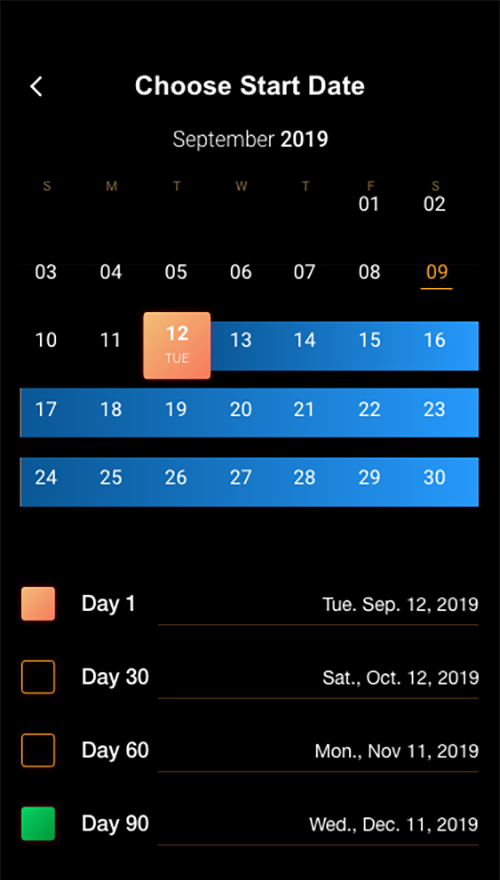 Choose Start Date
September 2019
S M T W T F S
01 02
03 04 05 06 07 08 09
10 11 12 13 14 15 16
TUE
17 18 19 20 21 22 23
24 25 26 27 28 29 30
Day 1 Tue. Sep. 12, 2019
Day 30 Sat., Oct. 12, 2019
Day 60 Mon., Nov 11, 2019
Day 90 Wed., Dec. 11, 2019